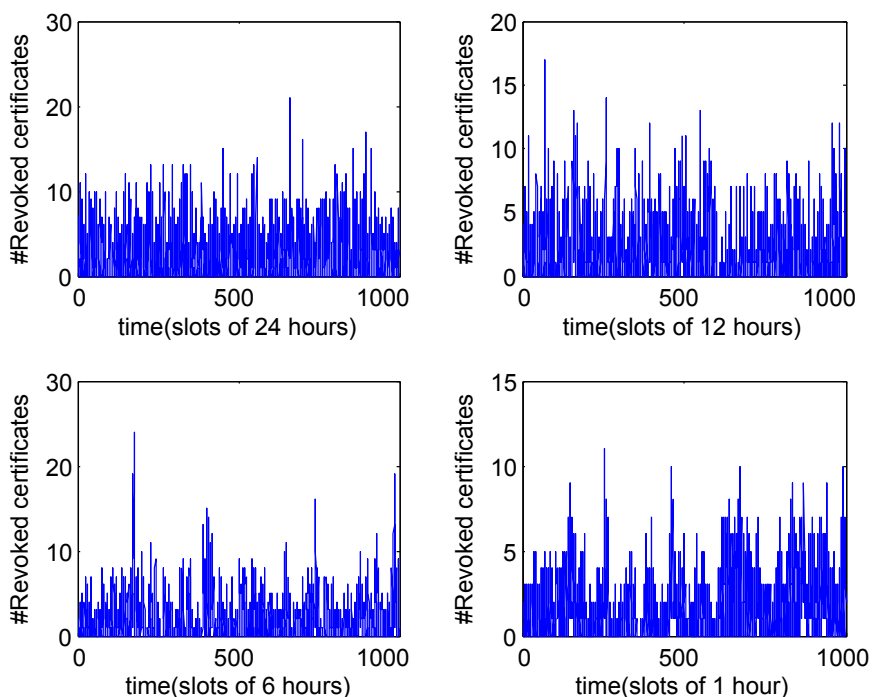 30
20
10
0
#Revoked certificates
0 500 1000
time(slots of 24 hours)
20
15
10
5
0
#Revoked certificates
0 500 1000
time(slots of 12 hours)
30
20
10
0
#Revoked certificates
0 500 1000
time(slots of 6 hours)
15
10
5
0
#Revoked certificates
0 500 1000
time(slots of 1 hour)